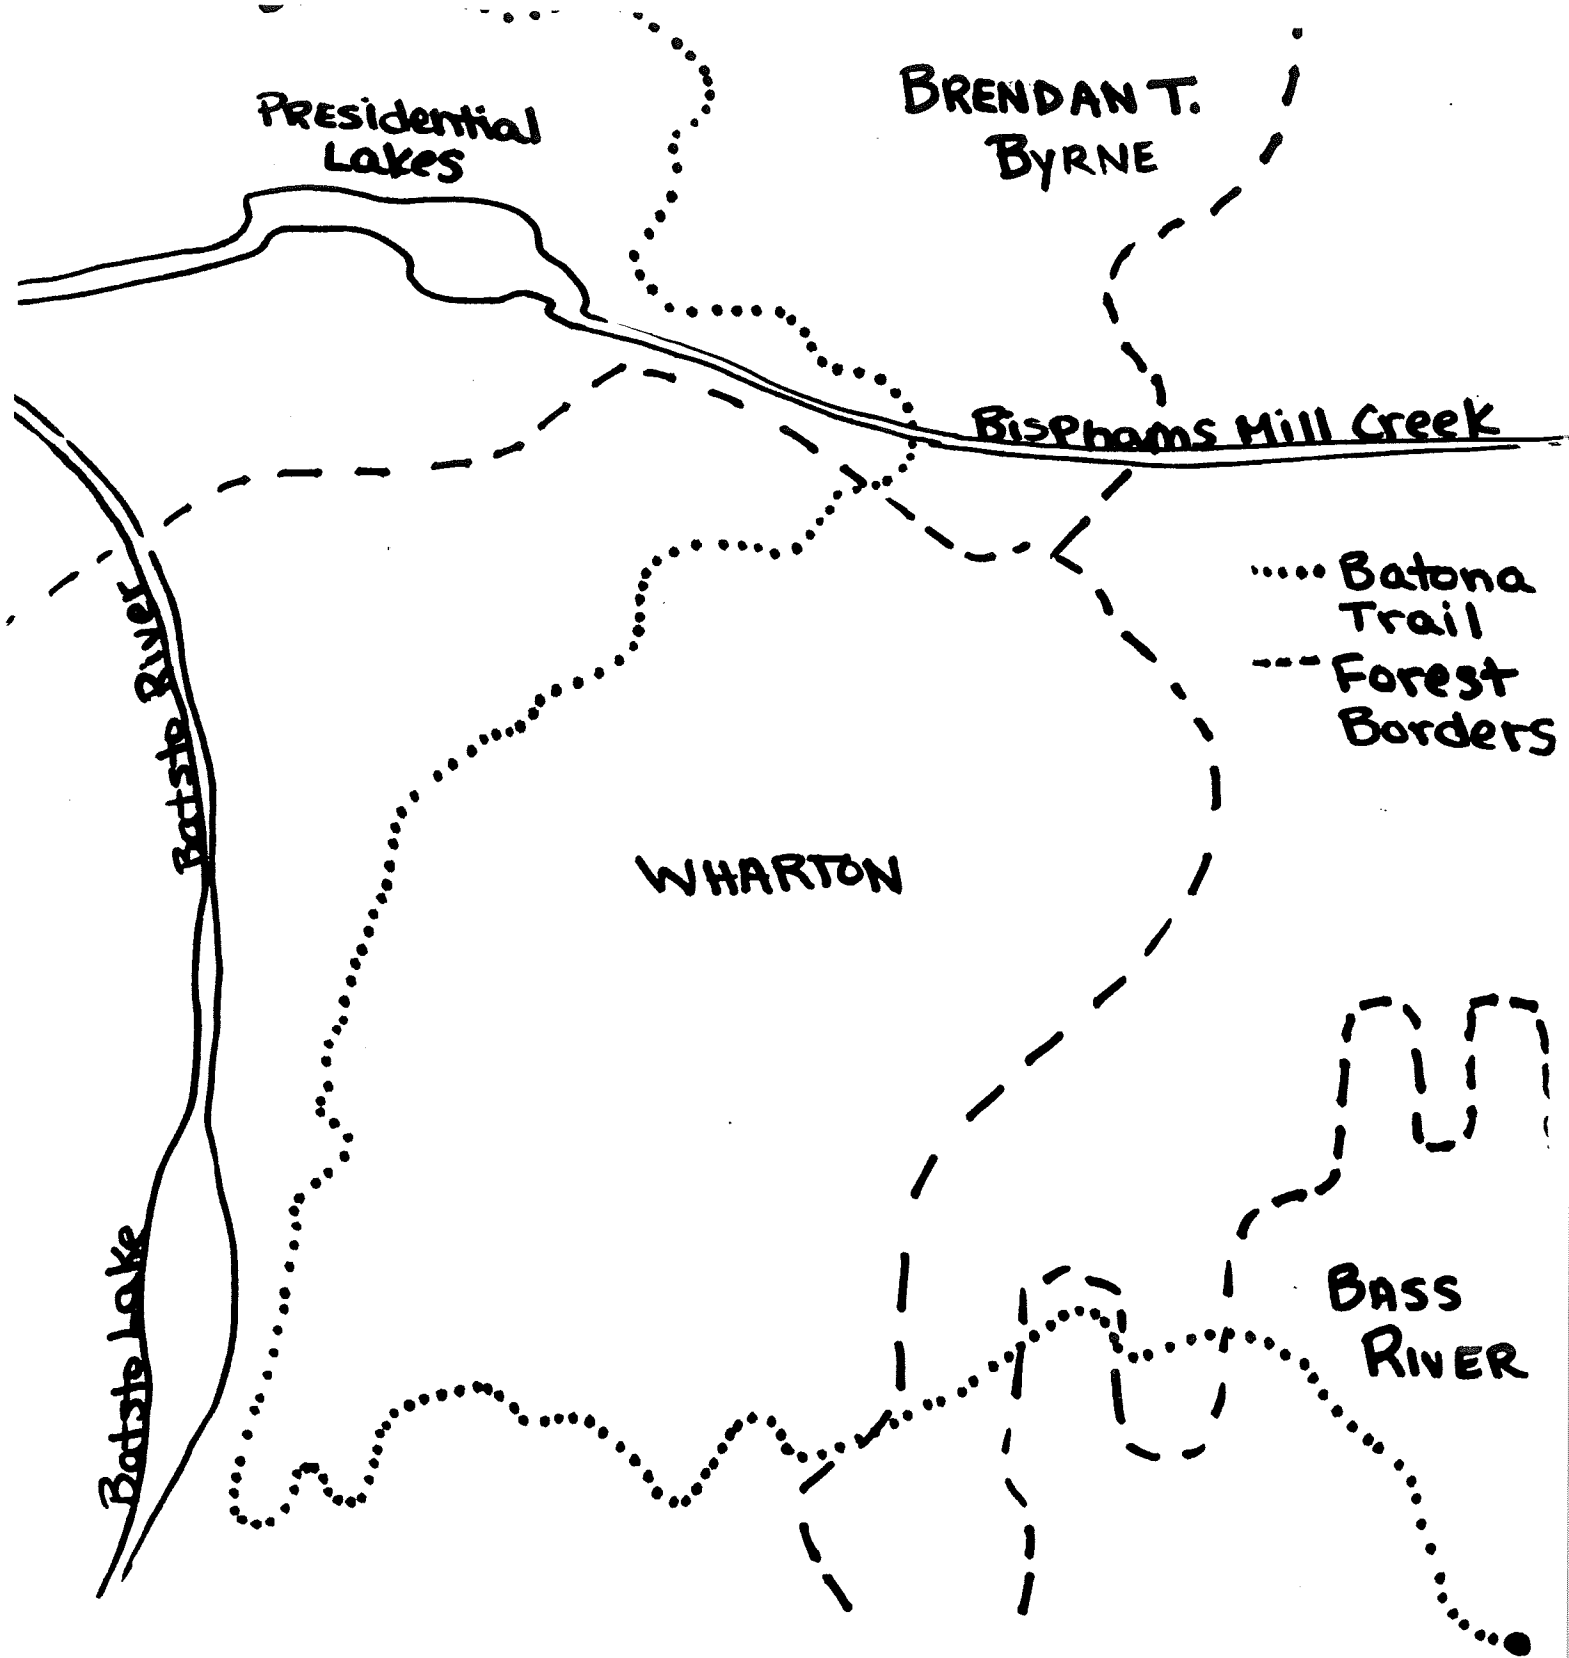 PRESidential
Lakes
BRENDAN T.
BYRNE
Bisphams Mill Creek
Batona
Trail
Forest
Borders
Batsto River
WHARTON
Batsto Lake
BASS
RIVER